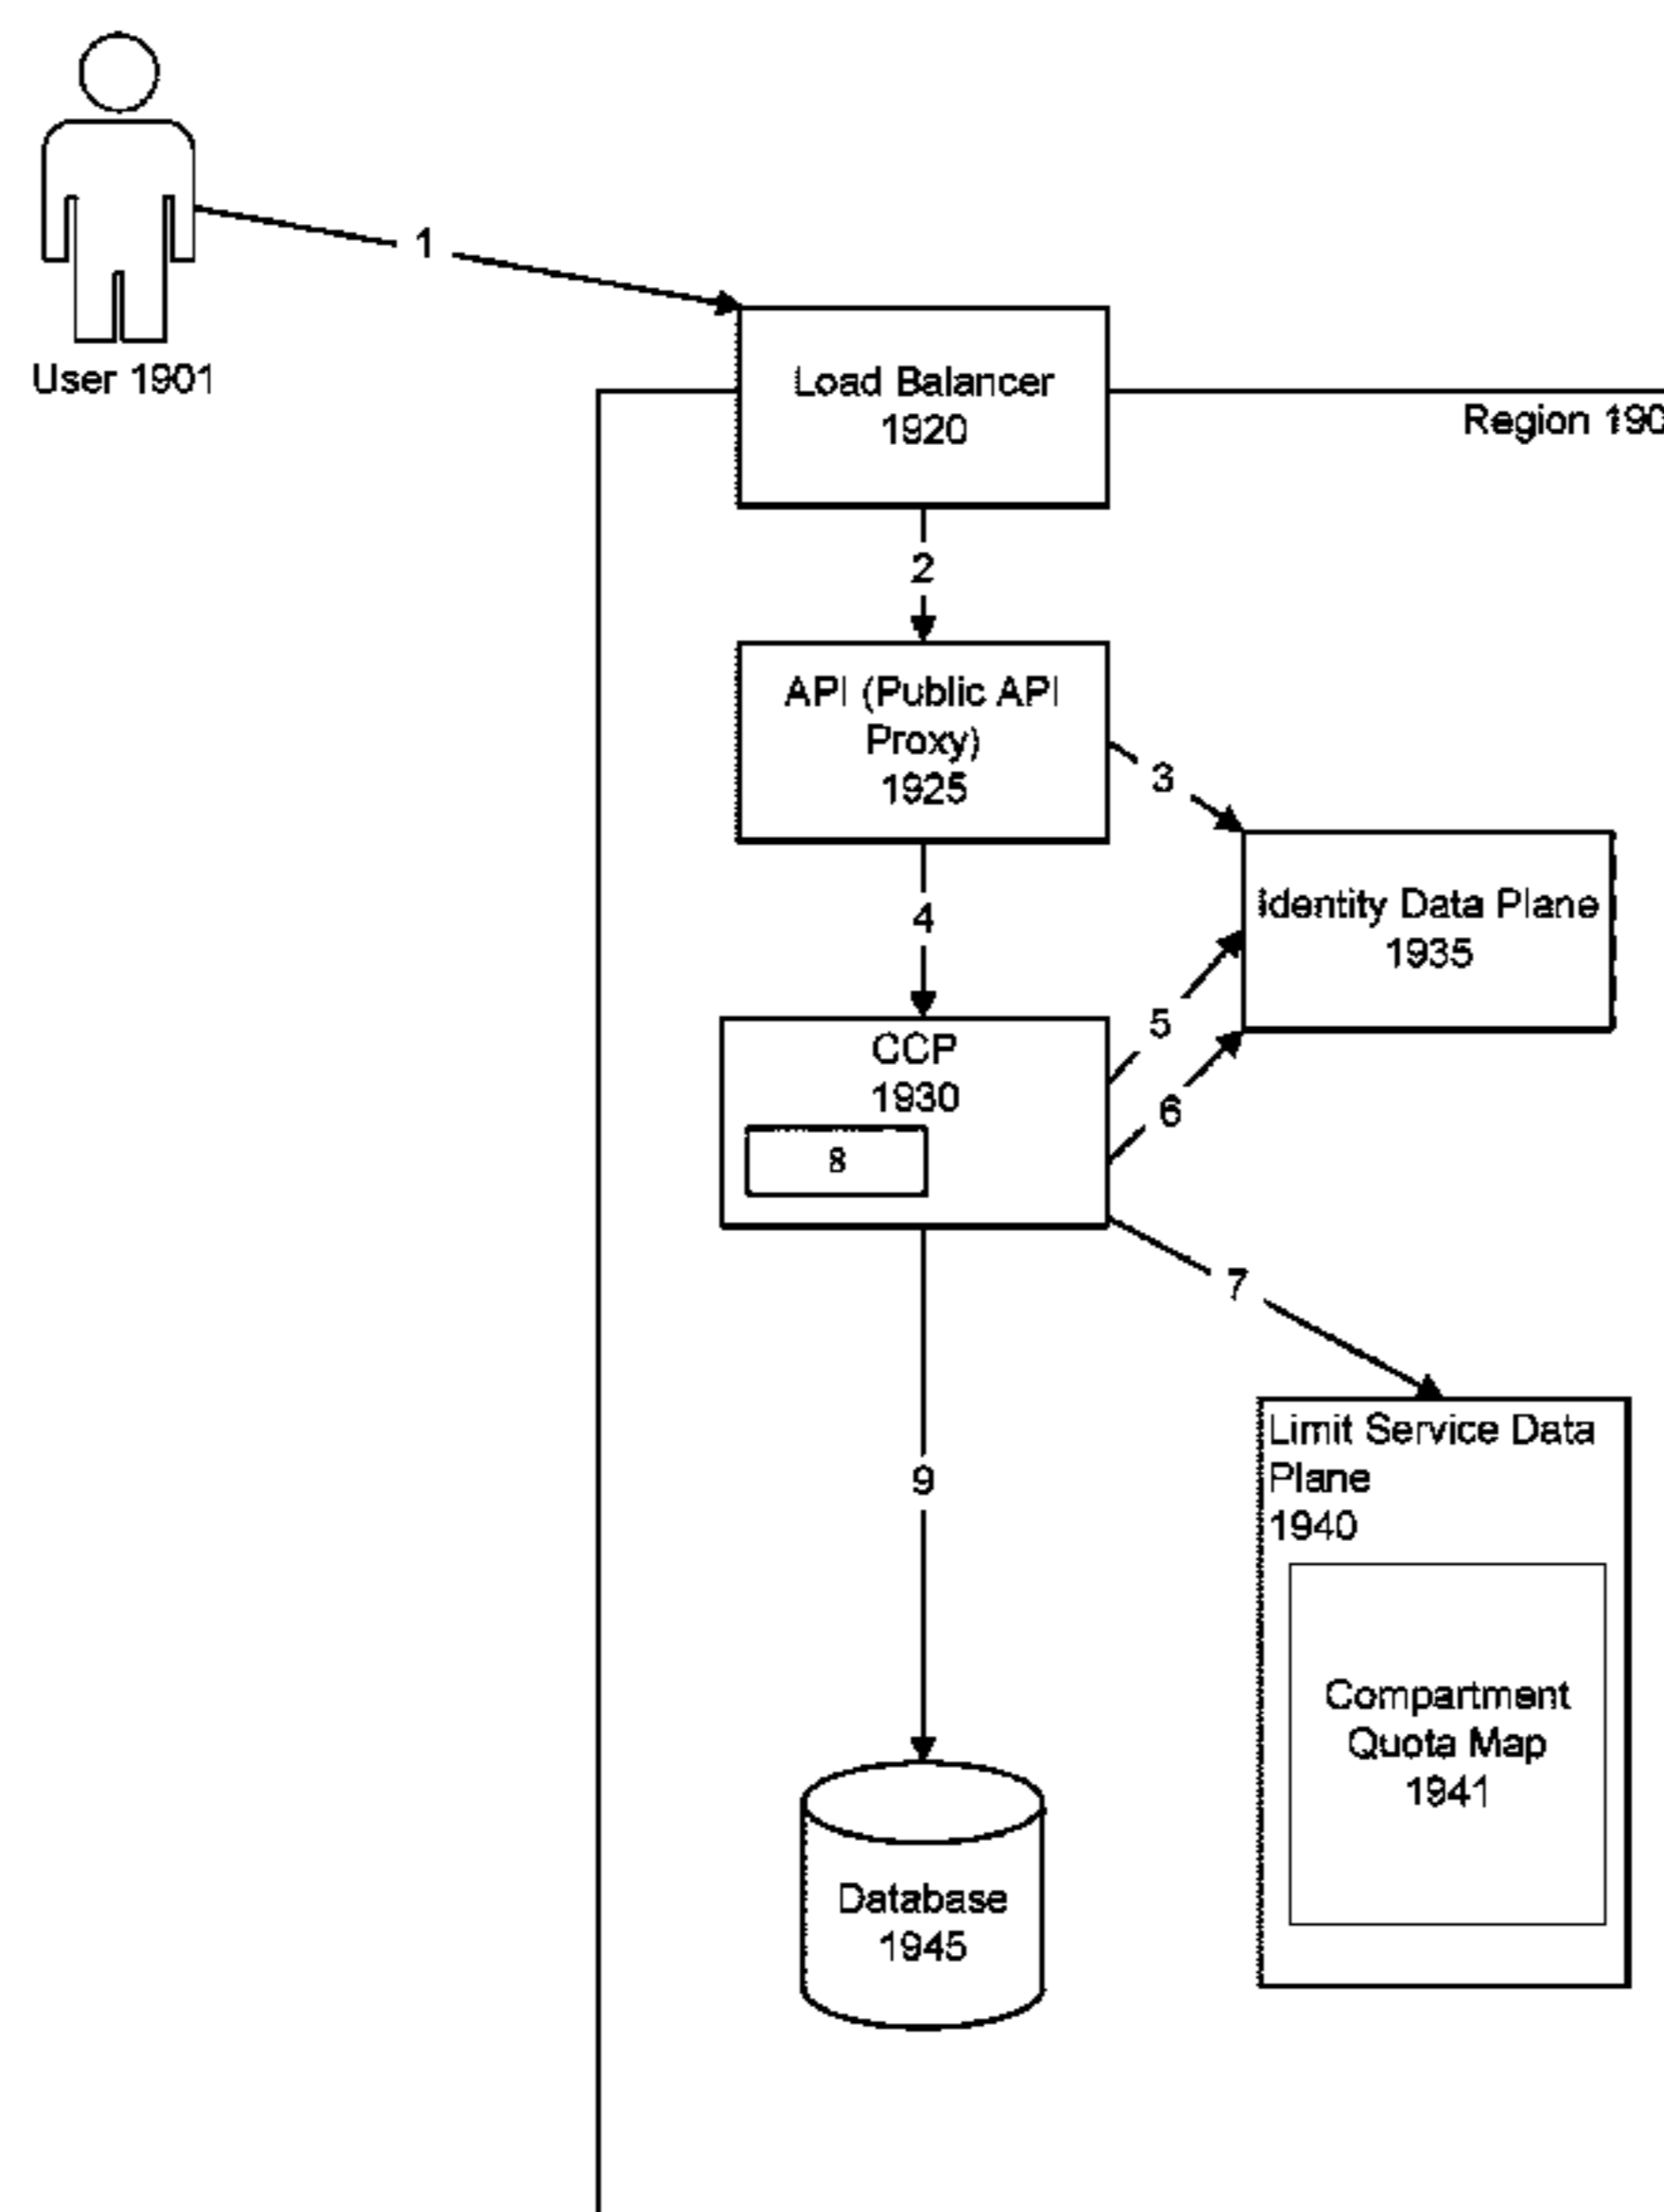 1
User 1901
Load Balancer
1920
Region 190
2
API (Public API
Proxy)
1925
3
4
Identity Data Plane
1935
5
CCP
1930
6
8
7
Limit Service Data
Plane
1940
9
Compartment
Quota Map
1941
Database
1945